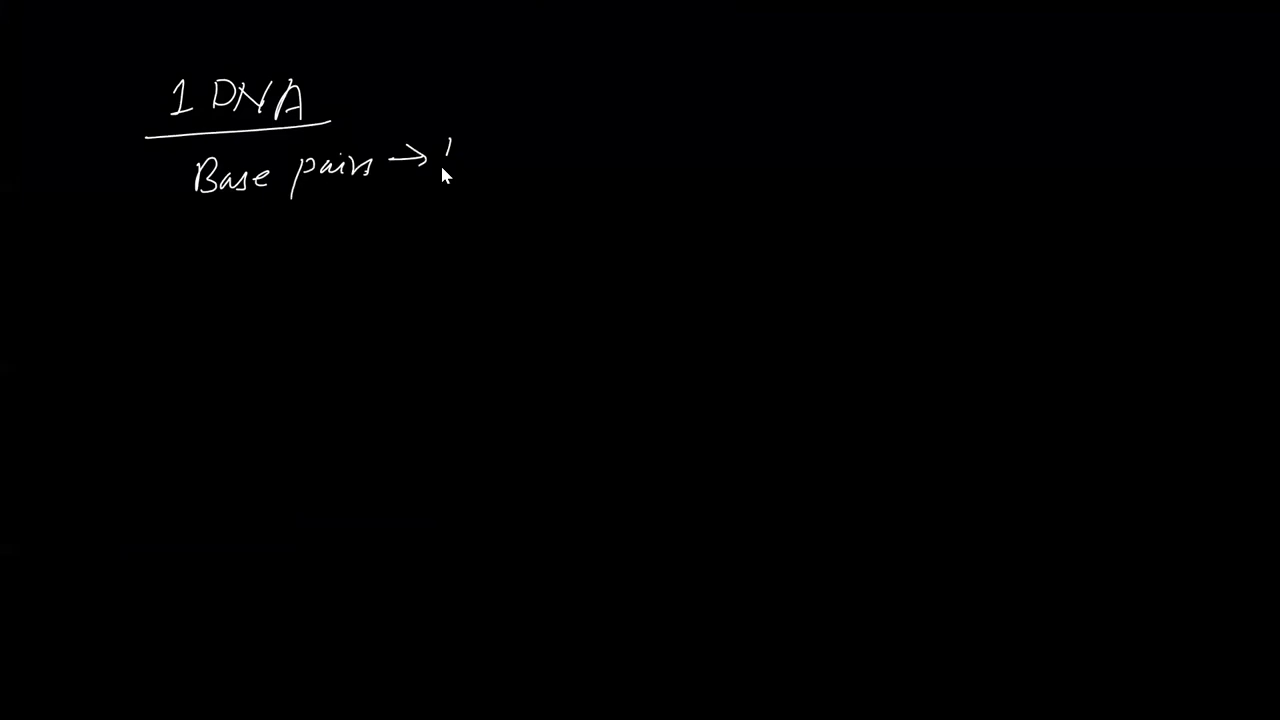 1 DNA
Base pairs →